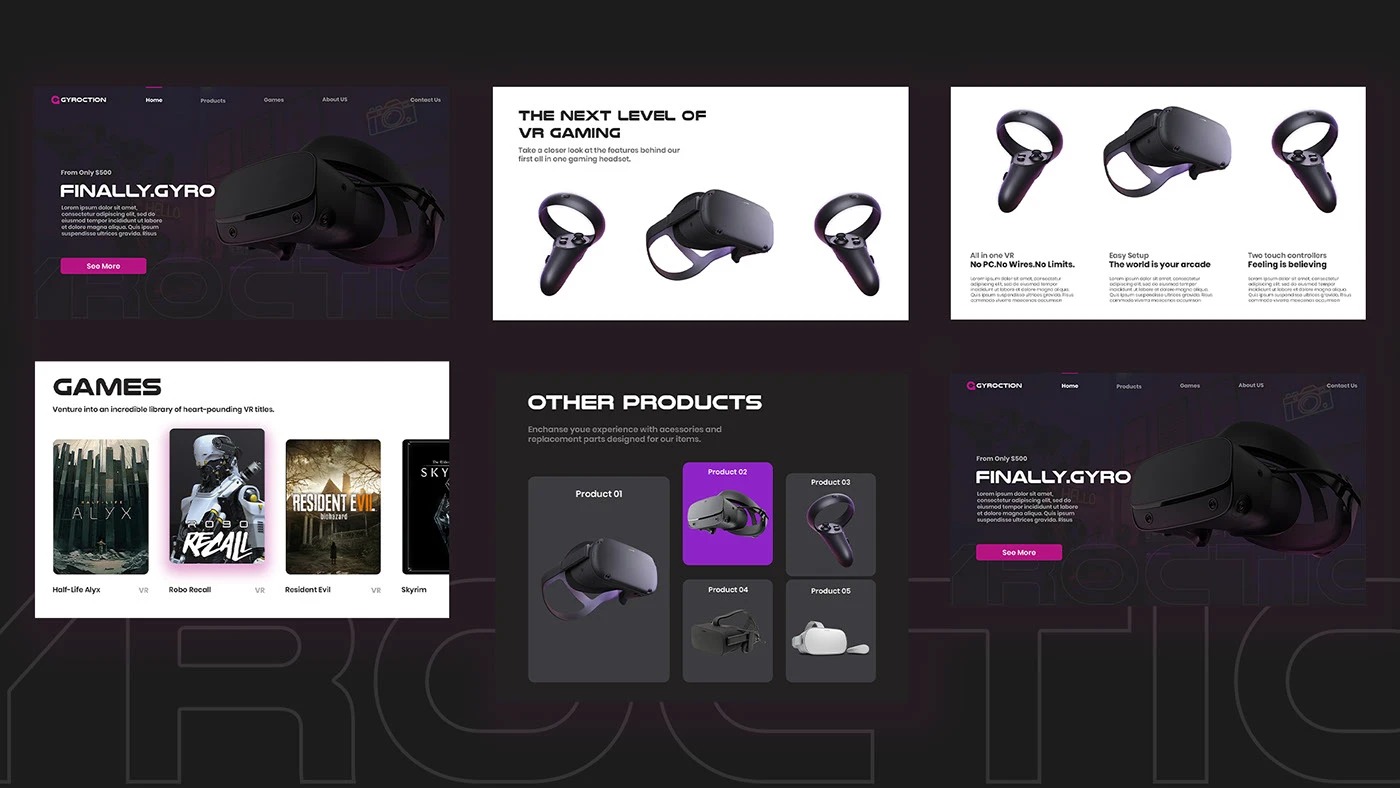 GYROCTION
Home
Products
Games
About US
Contact Us
From Only $500
FINALLY.GYRO
Lorem ipsum dolor sit amet,
consectetur adipiscing elit, sed do
eiusmod tempor incididunt ut labore
et dolore magna aliqua. Quis ipsum
suspendisse ultrices gravida. Risus
See More
THE NEXT LEVEL OF
VR GAMING
Take a closer look at the features behind our
first all in one gaming headset.
All in one VR
No PC.No Wires.No Limits.
Lorem ipsum dolor sit amet, consectetur
adipiscing elit, sed do eiusmod tempor
incididunt ut labore et dolore magna aliqua.
Quis ipsum suspendisse ultrices gravida. Risus
commodo viverra maecenas accumsan
Easy Setup
The world is your arcade
Lorem ipsum dolor sit amet, consectetur
adipiscing elit, sed do eiusmod tempor
incididunt ut labore et dolore magna aliqua.
Quis ipsum suspendisse ultrices gravida. Risus
commodo viverra maecenas accumsan
Two touch controllers
Feeling is believing
Lorem ipsum dolor sit amet, consectetur
adipiscing elit, sed do eiusmod tempor
incididunt ut labore et dolore magna aliqua.
Quis ipsum suspendisse ultrices gravida. Risus
commodo viverra maecenas accumsan
GAMES
Venture into an incredible library of heart-pounding VR titles.
HALF-LIFE
ALYX
ROBO
RECALL
RESIDENT EVIL
biohazard
SKY
Half-Life Alyx
VR
Robo Recall
VR
Resident Evil
VR
Skyrim
OTHER PRODUCTS
Enchanse youe experience with acessories and
replacement parts designed for our items.
Product 01
Product 02
Product 03
Product 04
Product 05
GYROCTION
Home
Products
Games
About US
Contact Us
From Only $500
FINALLY.GYRO
Lorem ipsum dolor sit amet,
consectetur adipiscing elit, sed do
eiusmod tempor incididunt ut labore
et dolore magna aliqua. Quis ipsum
suspendisse ultrices gravida. Risus
See More
YROCTIO